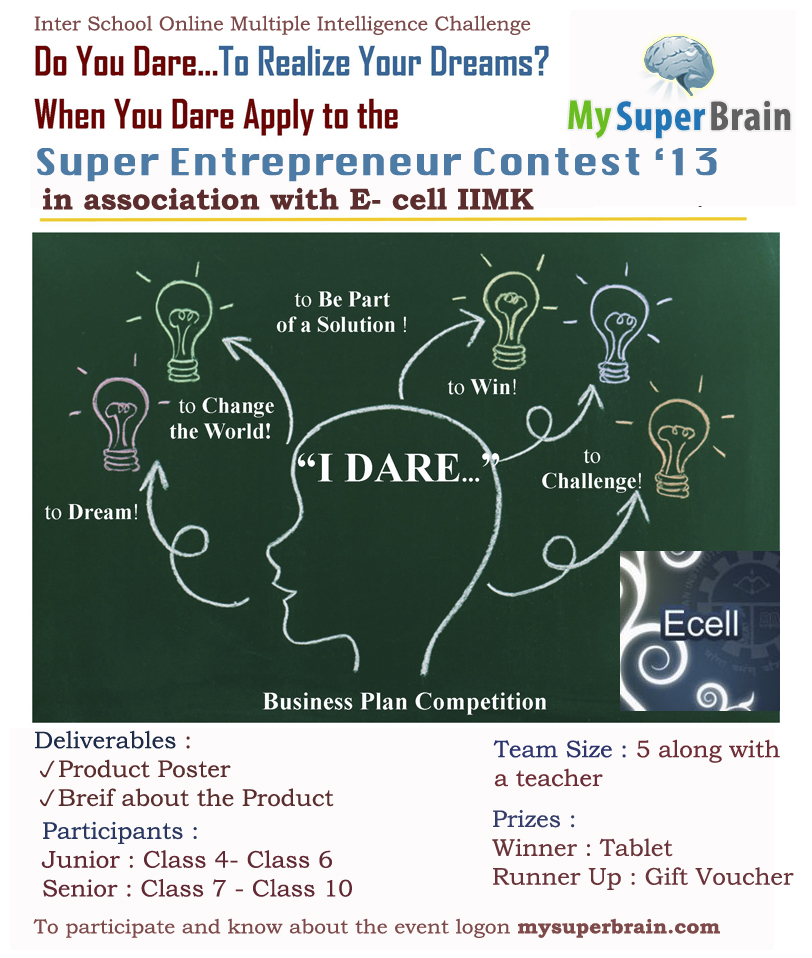 Inter School Online Multiple Intelligence Challenge
Do You Dare...To Realize Your Dreams?
When You Dare Apply to the
My Super Brain
Super Entrepreneur Contest ‘13
in association with E- cell IIMK
to Be Part
of a Solution !
to Win!
to Change
the World!
“I DARE...”
to
Challenge!
to Dream!
Ecell
Business Plan Competition
Deliverables :
✓Product Poster
✓Breif about the Product
Participants :
Junior : Class 4- Class 6
Senior : Class 7 - Class 10
Team Size : 5 along with
a teacher
Prizes :
Winner : Tablet
Runner Up : Gift Voucher
To participate and know about the event logon mysuperbrain.com